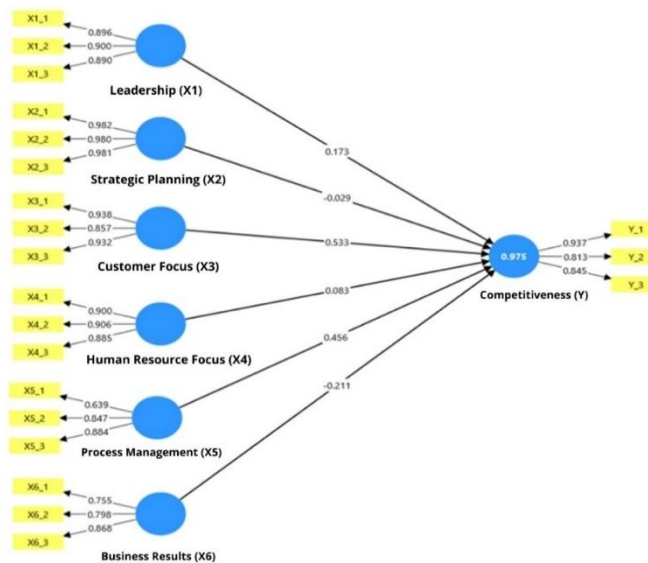 X1_1
0.896
X1_2
0.900
X1_3
0.890
Leadership (X1)
0.173
X2_1
0.982
X2_2
0.980
X2_3
0.981
Strategic Planning (X2)
-0.029
X3_1
0.938
X3_2
0.857
X3_3
0.932
Customer Focus (X3)
0.533
X4_1
0.900
X4_2
0.906
X4_3
0.885
Human Resource Focus (X4)
0.083
X5_1
0.639
X5_2
0.847
X5_3
0.884
Process Management (X5)
0.456
X6_1
0.755
X6_2
0.798
X6_3
0.868
Business Results (X6)
-0.211
0.975
Competitiveness (Y)
0.937
Y_1
0.813
Y_2
0.845
Y_3